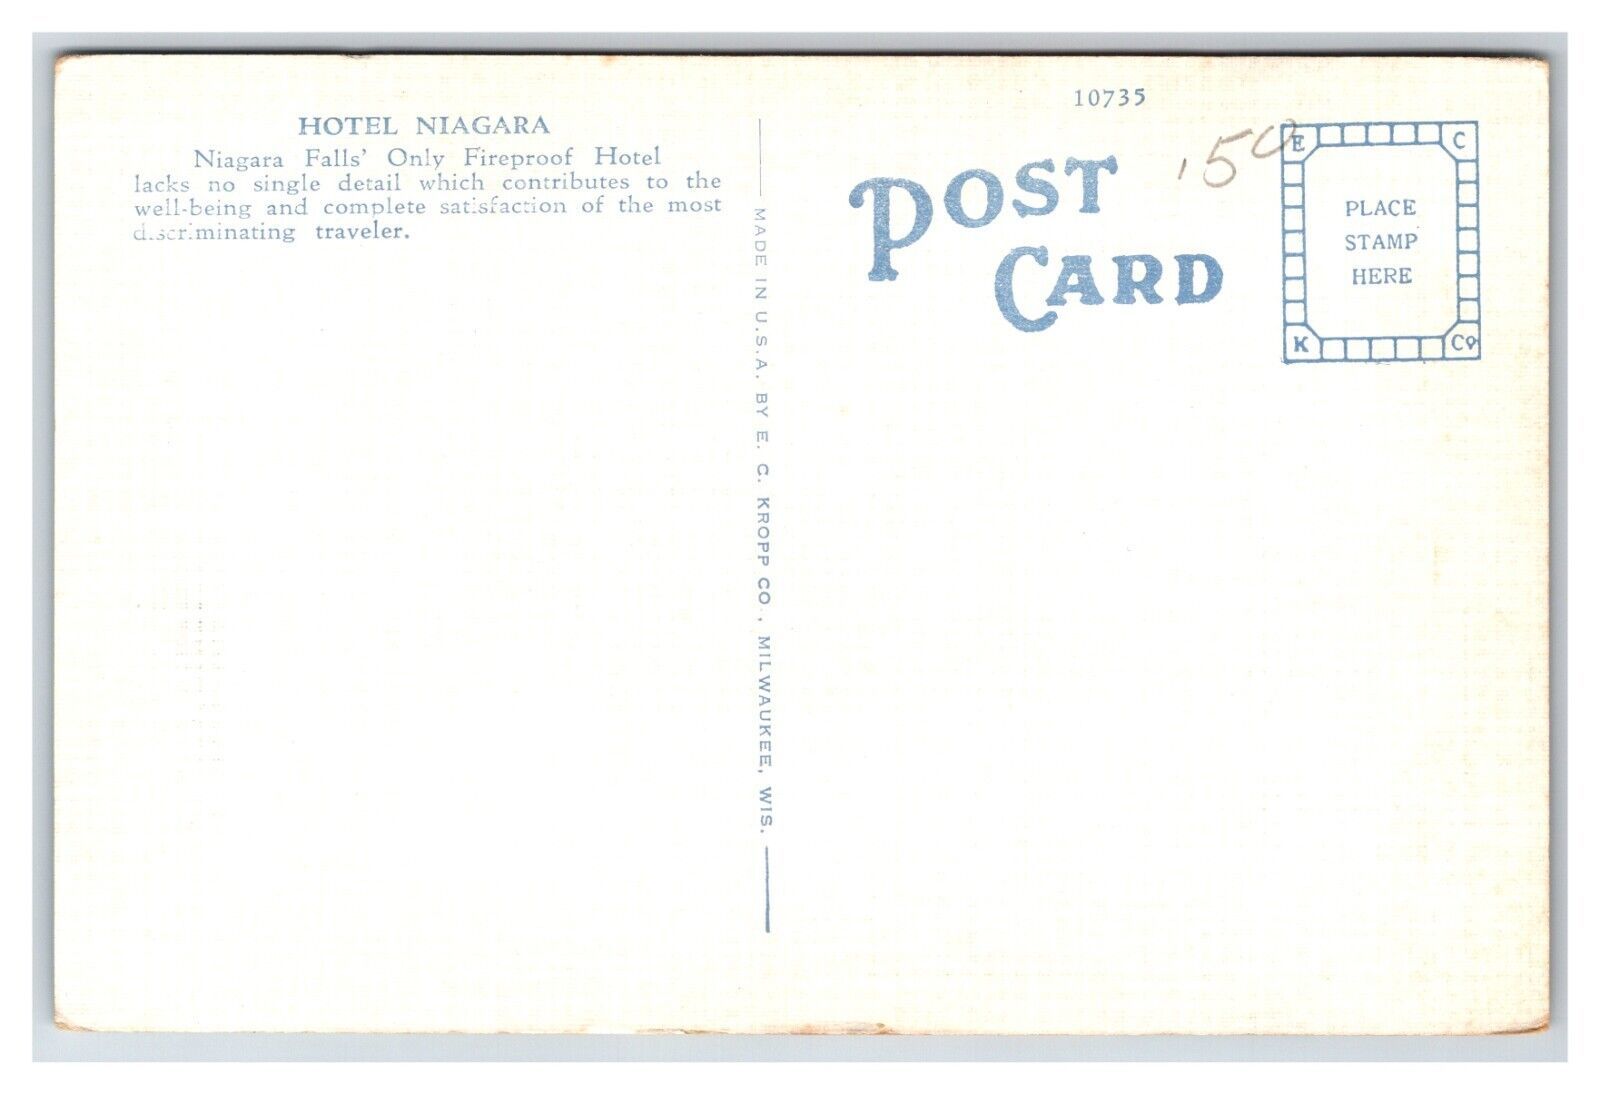 HOTEL NIAGARA
Niagara Falls' Only Fireproof Hotel
lacks no single detail which contributes to the
well-being and complete satisfaction of the most
discriminating traveler.
MADE IN U.S.A. BY E. C. KROPP CO., MILWAUKEE, WIS.
10735
.50
POST
CARD
E C
PLACE
STAMP
HERE
K Co